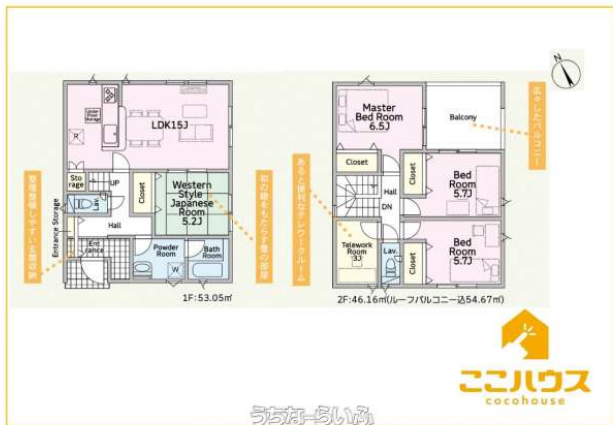 Under Floor Storage
LDK15J
R
Sto
rage
UP
Lav.
Closet
Western
Style
Japanese
Room
5.2J
Hall
Entrance Storage
Ent
rance
Powder
Room
W
Bath
Room
1F:53.05㎡
整理整頓しやすい玄関収納
和の趣をもたらす畳の部屋
N
Master
Bed Room
6.5J
Balcony
広々としたバルコニー
Closet
Closet
Bed Room
5.7J
Hall
DN
Telework
Room
3J
Lav.
Closet
Bed
Room
5.7J
あると便利なテレワークルーム
2F:46.16㎡(ルーフバルコニー込54.67㎡)
ここハウス
cocohouse
うちなーらいふ